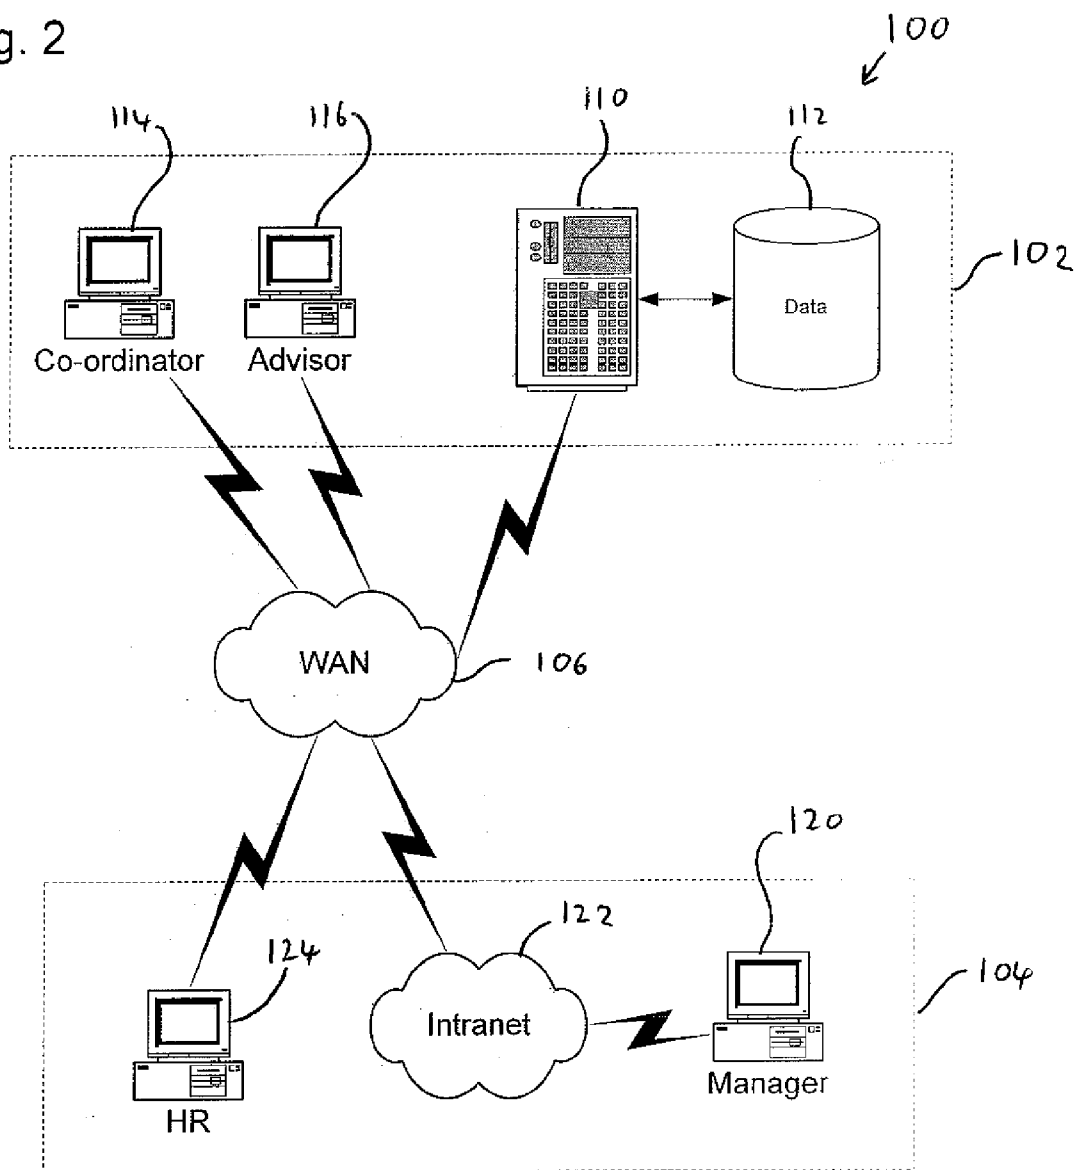 g. 2
100
114
116
110
112
102
Data
Co-ordinator
Advisor
WAN
106
120
122
124
104
Intranet
Manager
HR